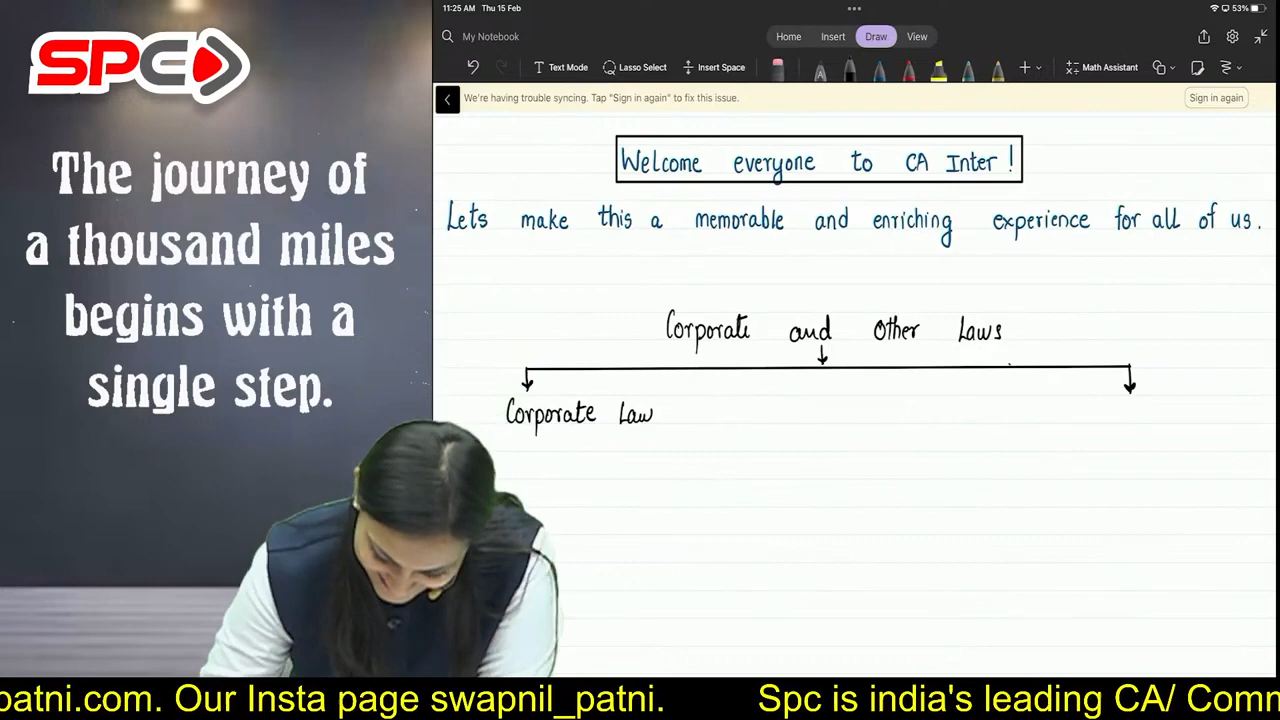 SPC
The journey of
a thousand miles
begins with a
single step.
11:25 AM Thu 15 Feb
53%
My Notebook
Home Insert Draw View
Text Mode Lasso Select Insert Space Math Assistant
We're having trouble syncing. Tap "Sign in again" to fix this issue.
Sign in again
Welcome everyone to CA Inter!
Lets make this a memorable and enriching experience for all of us.
Corporate and Other Laws
Corporate Law
patni.com. Our Insta page swapnil_patni. Spc is india's leading CA/ Comm